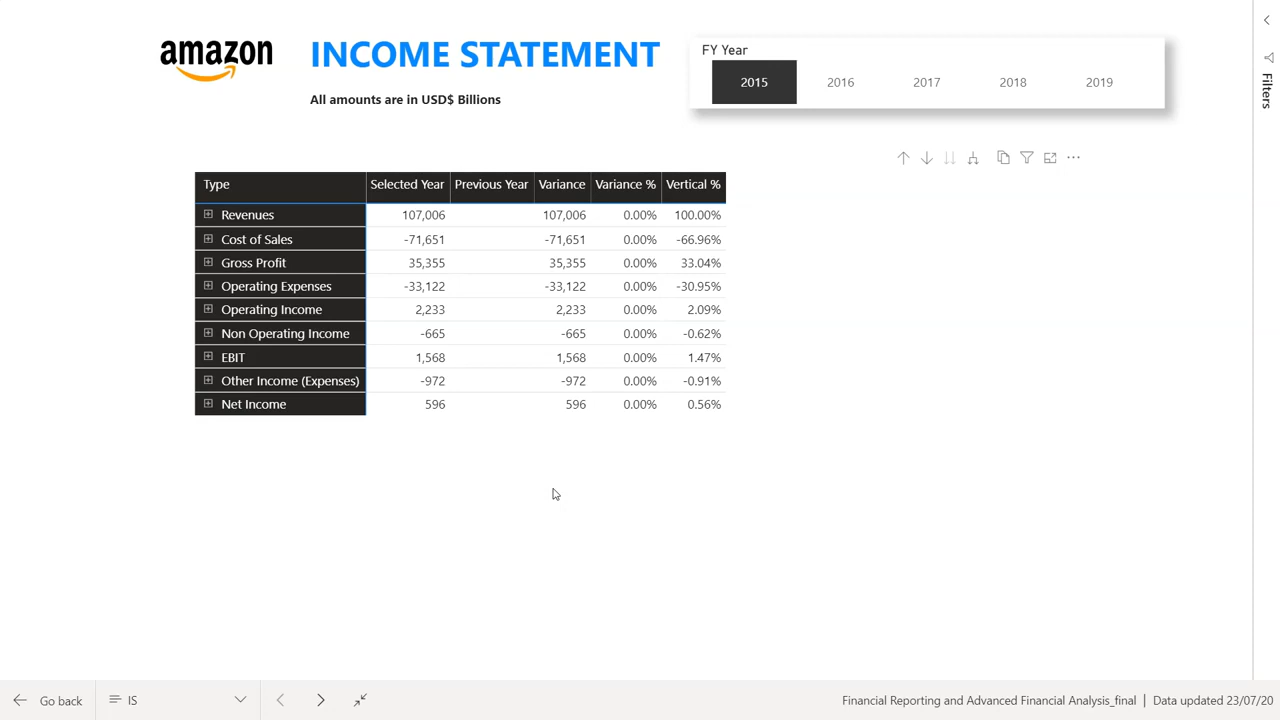 amazon
INCOME STATEMENT
All amounts are in USD$ Billions
FY Year
2015 2016 2017 2018 2019
Filters
Type Selected Year Previous Year Variance Variance % Vertical %
Revenues 107,006 107,006 0.00% 100.00%
Cost of Sales -71,651 -71,651 0.00% -66.96%
Gross Profit 35,355 35,355 0.00% 33.04%
Operating Expenses -33,122 -33,122 0.00% -30.95%
Operating Income 2,233 2,233 0.00% 2.09%
Non Operating Income -665 -665 0.00% -0.62%
EBIT 1,568 1,568 0.00% 1.47%
Other Income (Expenses) -972 -972 0.00% -0.91%
Net Income 596 596 0.00% 0.56%
Go back IS Financial Reporting and Advanced Financial Analysis_final | Data updated 23/07/20